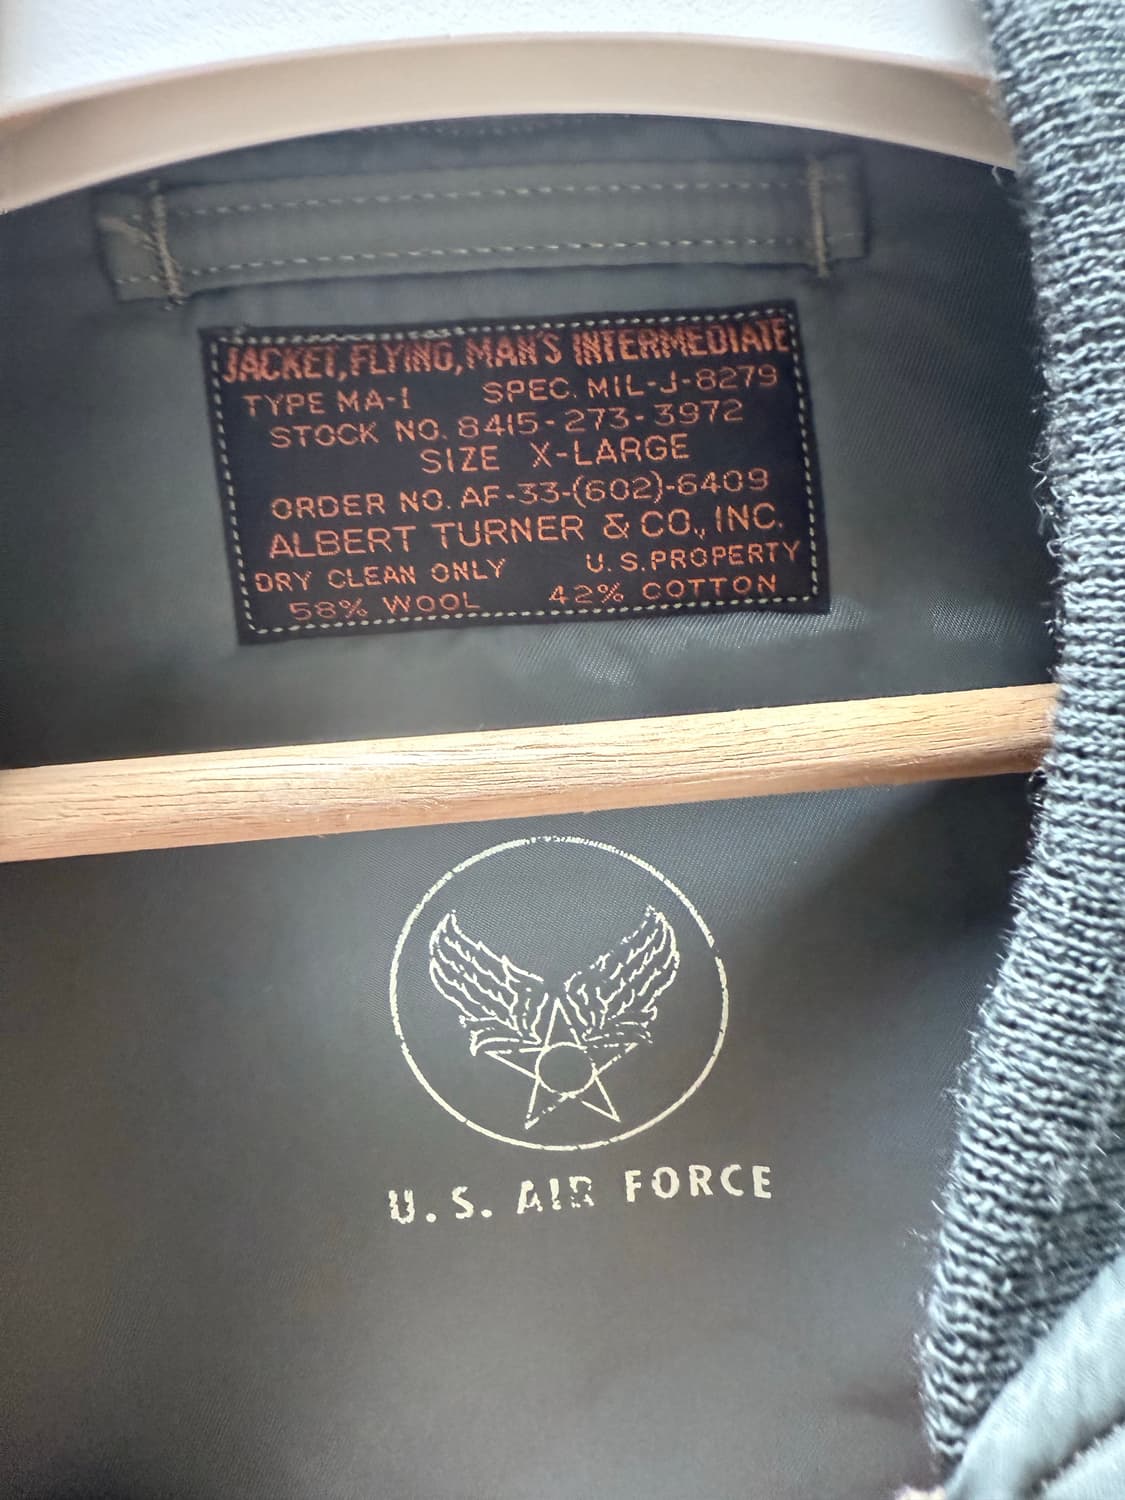 JACKET, FLYING, MAN'S INTERMEDIATE
TYPE MA-1 SPEC. MIL-J-8279
STOCK NO. 8415-273-3972
SIZE X-LARGE
ORDER NO. AF-33-(602)-6409
ALBERT TURNER & CO., INC.
DRY CLEAN ONLY U.S. PROPERTY
58% WOOL 42% COTTON
U.S. AIR FORCE